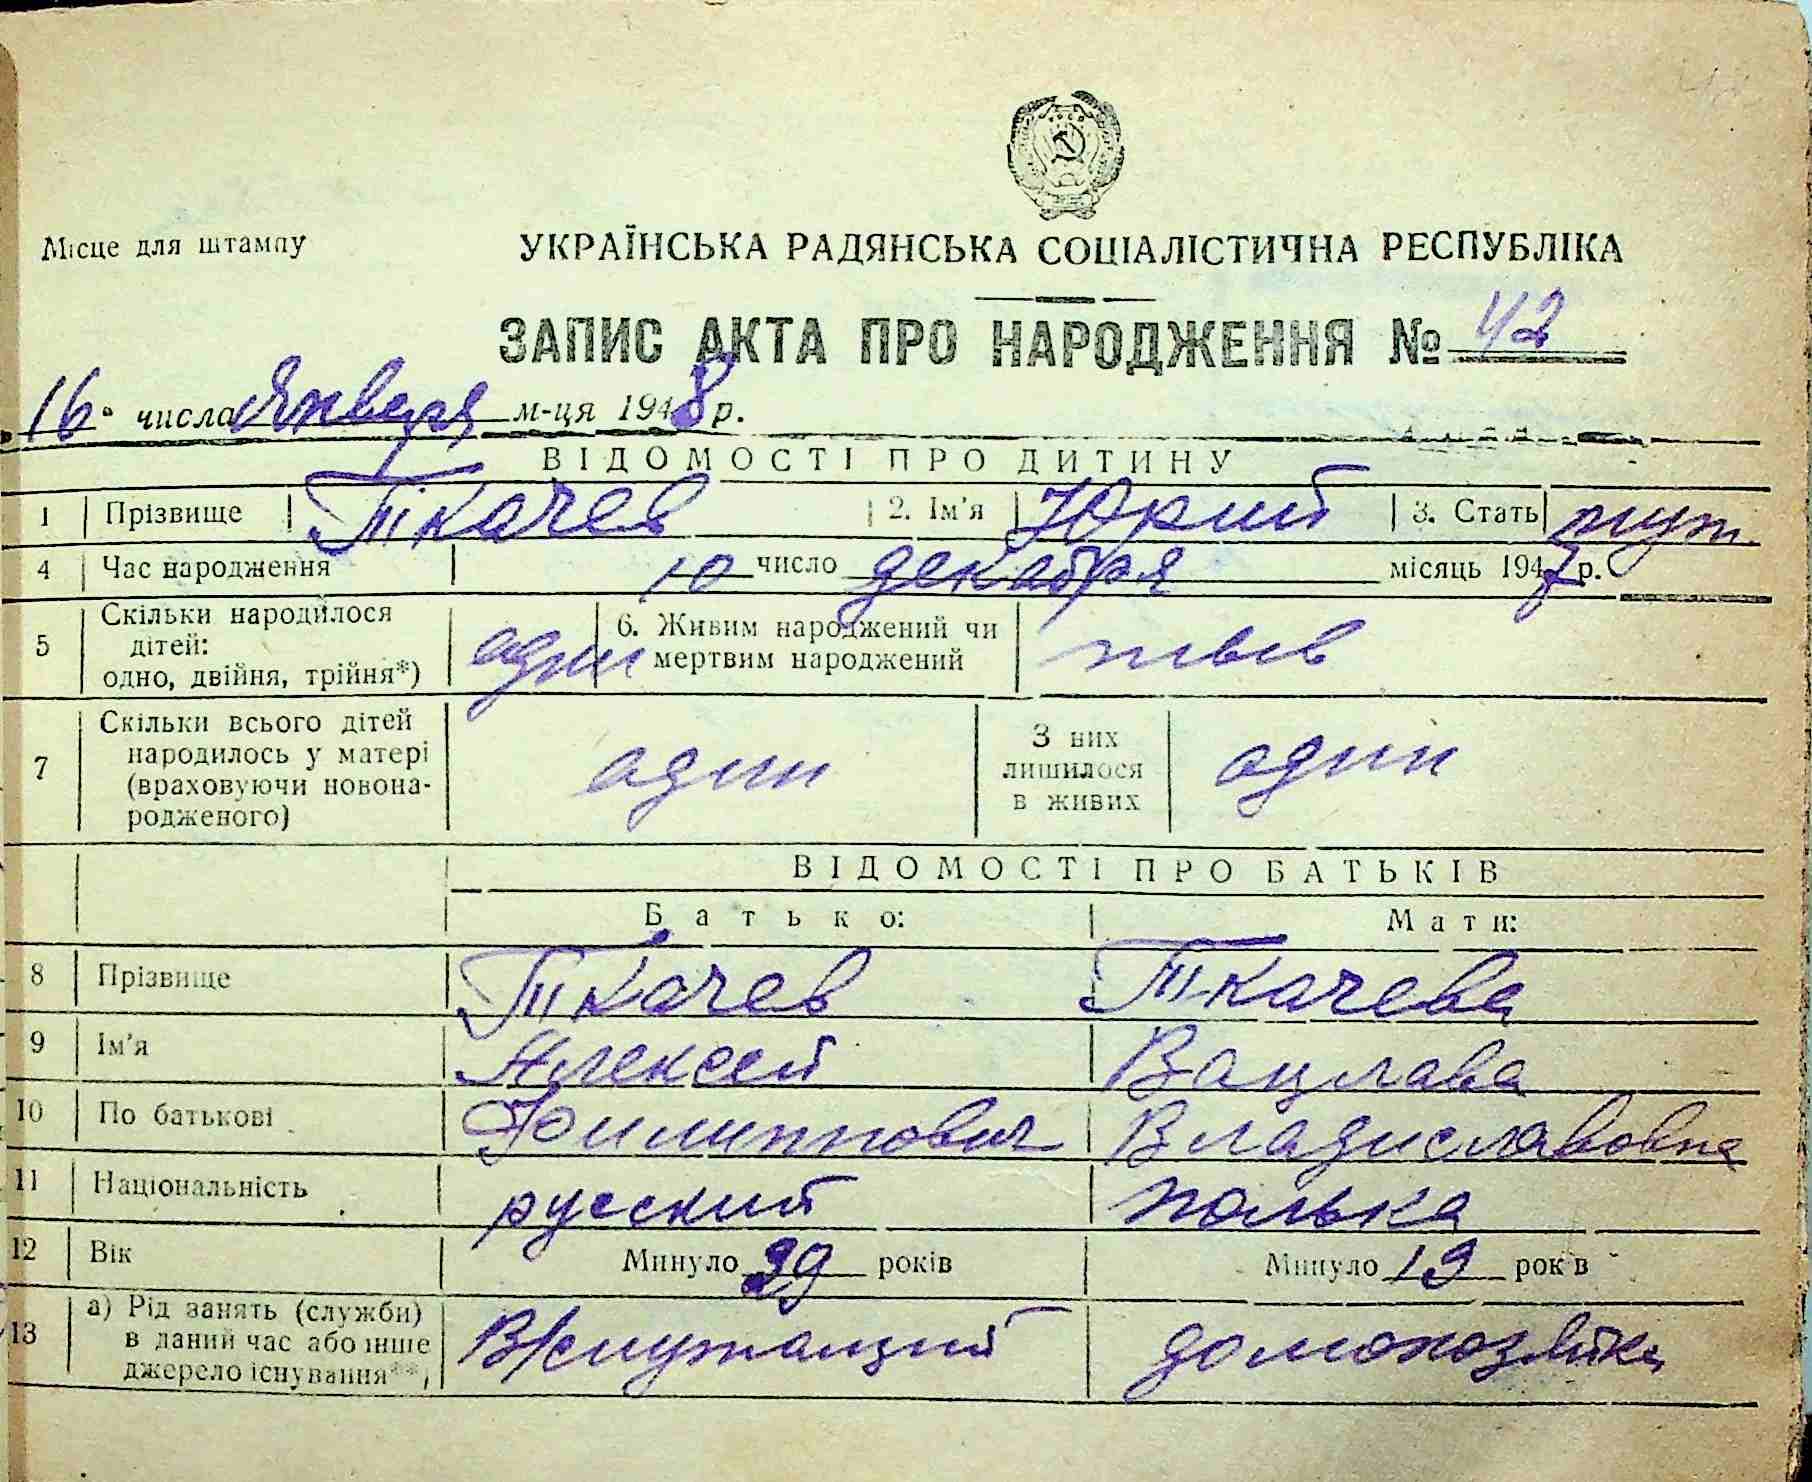 Місце для штампу
УКРАЇНСЬКА РАДЯНСЬКА СОЦІАЛІСТИЧНА РЕСПУБЛІКА
ЗАПИС АКТА ПРО НАРОДЖЕННЯ № 42
16 числа Января м-ця 1948 р.
ВІДОМОСТІ ПРО ДИТИНУ
1 Прізвище Ткачев 2. Ім'я Юрий 3. Стать муж.
4 Час народження 10 число декабря місяць 1947 р.
5 Скільки народилося дітей: одно, двійня, трійня*) один 6. Живим народжений чи мертвим народжений
7 Скільки всього дітей народилось у матері (враховуючи новонародженого) один З них лишилося в живих один
ВІДОМОСТІ ПРО БАТЬКІВ
Батько: Мати:
8 Прізвище Ткачев Ткачева
9 Ім'я Алексей Вацлава
10 По батькові Филиппович Владиславовна
11 Національність русский полька
12 Вік Минуло років Минуло 19 років
13 а) Рід занять (служби) в даний час або інше джерело існування**) В/служащий домохозяйка